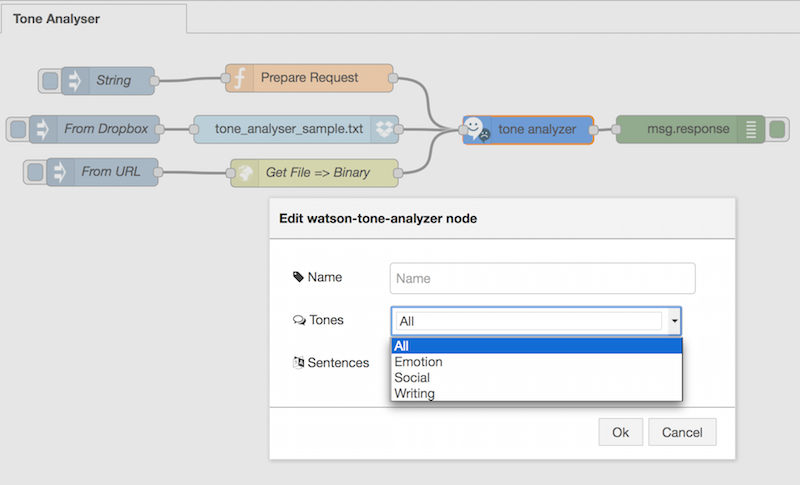 Tone Analyser
String
Prepare Request
From Dropbox
tone_analyser_sample.txt
tone analyzer
msg.response
From URL
Get File => Binary
Edit watson-tone-analyzer node
Name
Name
Tones
All
All
Emotion
Social
Writing
Sentences
Ok
Cancel